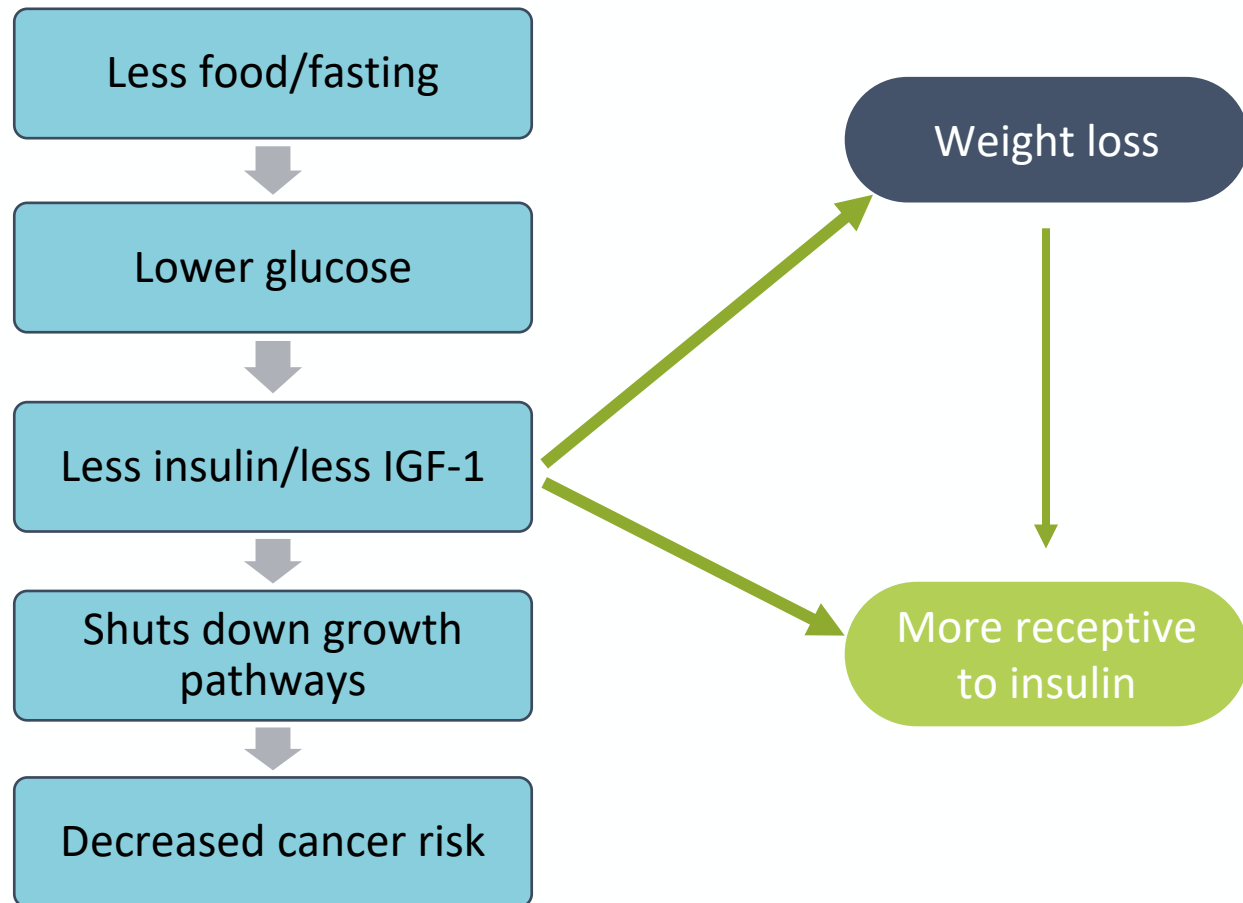 Less food/fasting
Lower glucose
Less insulin/less IGF-1
Shuts down growth
pathways
Decreased cancer risk
Weight loss
More receptive
to insulin